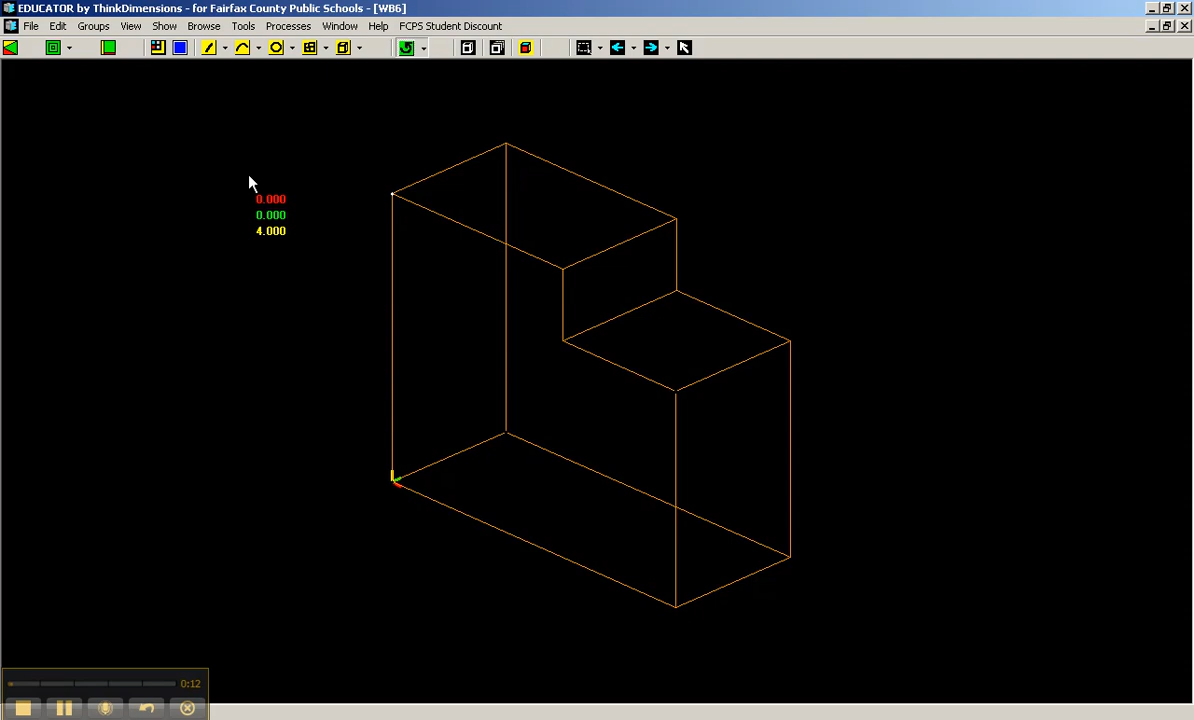 EDUCATOR by ThinkDimensions - for Fairfax County Public Schools - [WB6]
File Edit Groups View Show Browse Tools Processes Window Help FCPS Student Discount
0.000
0.000
4.000
0:12